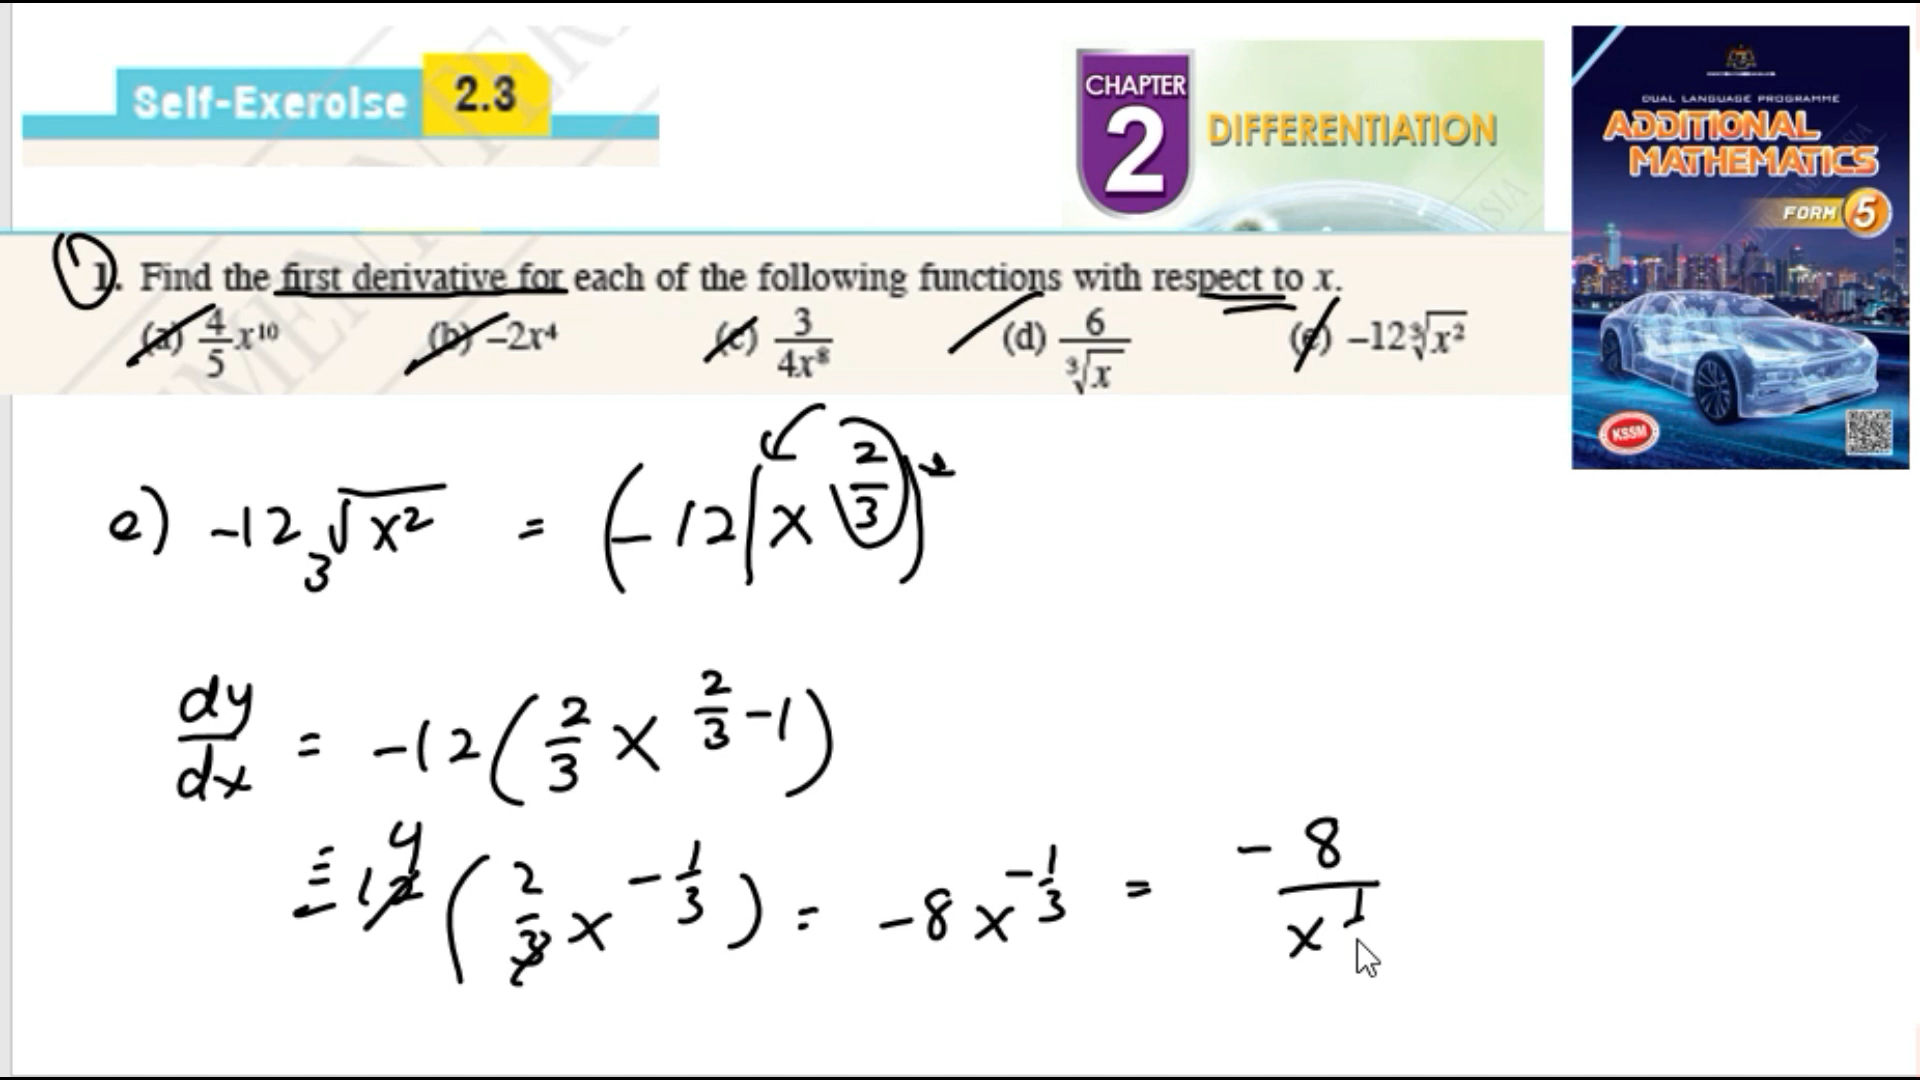 Self-Exercise 2.3
CHAPTER 2
DIFFERENTIATION
DUAL LANGUAGE PROGRAMME
ADDITIONAL
MATHEMATICS
FORM 5
KSSM
1. Find the first derivative for each of the following functions with respect to x.
(a) 4/5 x¹⁰ (b) −2x⁴ (c) 3/(4x⁸) (d) 6/∛x (e) −12∛(x²)
e) -12 ₃√(x²) = (-12(x^(2/3))
dy/dx = -12(2/3 x^(2/3 - 1))
= -12 4 (2/3 x^(-1/3)) = -8x^(-1/3) = -8/x^1